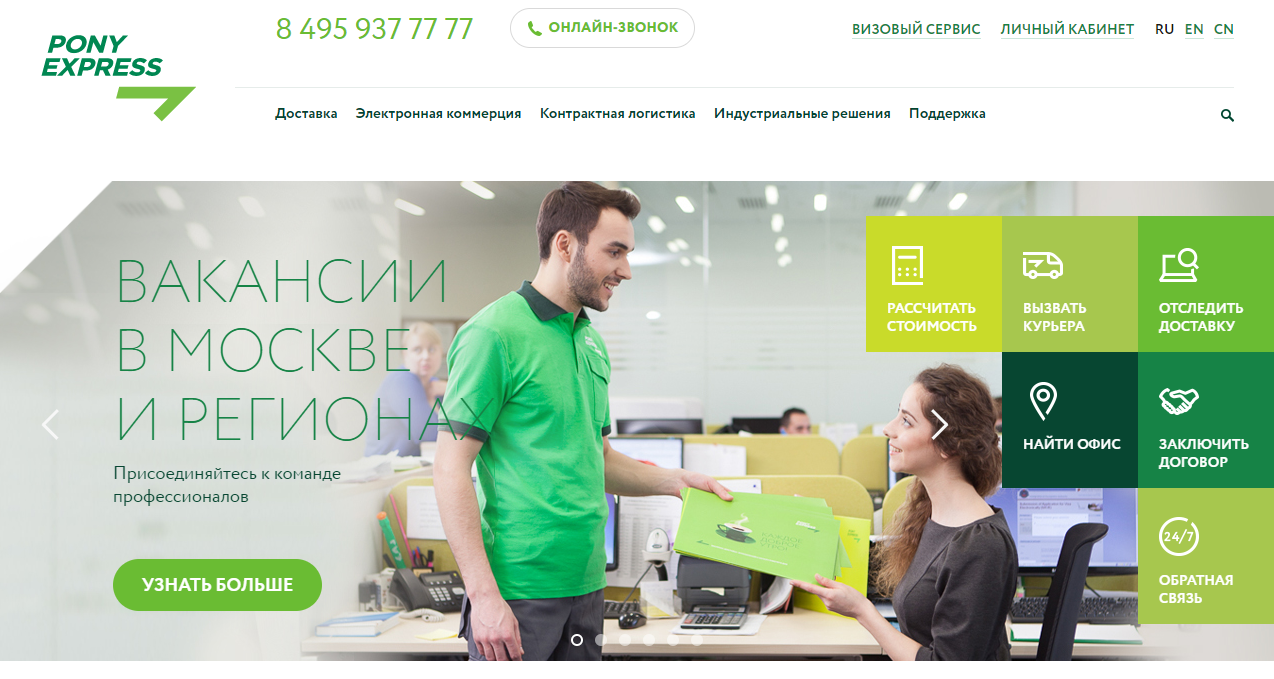 PONY
EXPRESS
8 495 937 77 77
ОНЛАЙН-ЗВОНОК
ВИЗОВЫЙ СЕРВИС
ЛИЧНЫЙ КАБИНЕТ
RU EN CN
Доставка Электронная коммерция Контрактная логистика Индустриальные решения Поддержка
ВАКАНСИИ
В МОСКВЕ
И РЕГИОНАХ
Присоединяйтесь к команде
профессионалов
УЗНАТЬ БОЛЬШЕ
РАССЧИТАТЬ
СТОИМОСТЬ
ВЫЗВАТЬ
КУРЬЕРА
ОТСЛЕДИТЬ
ДОСТАВКУ
НАЙТИ ОФИС
ЗАКЛЮЧИТЬ
ДОГОВОР
24/7
ОБРАТНАЯ
СВЯЗЬ